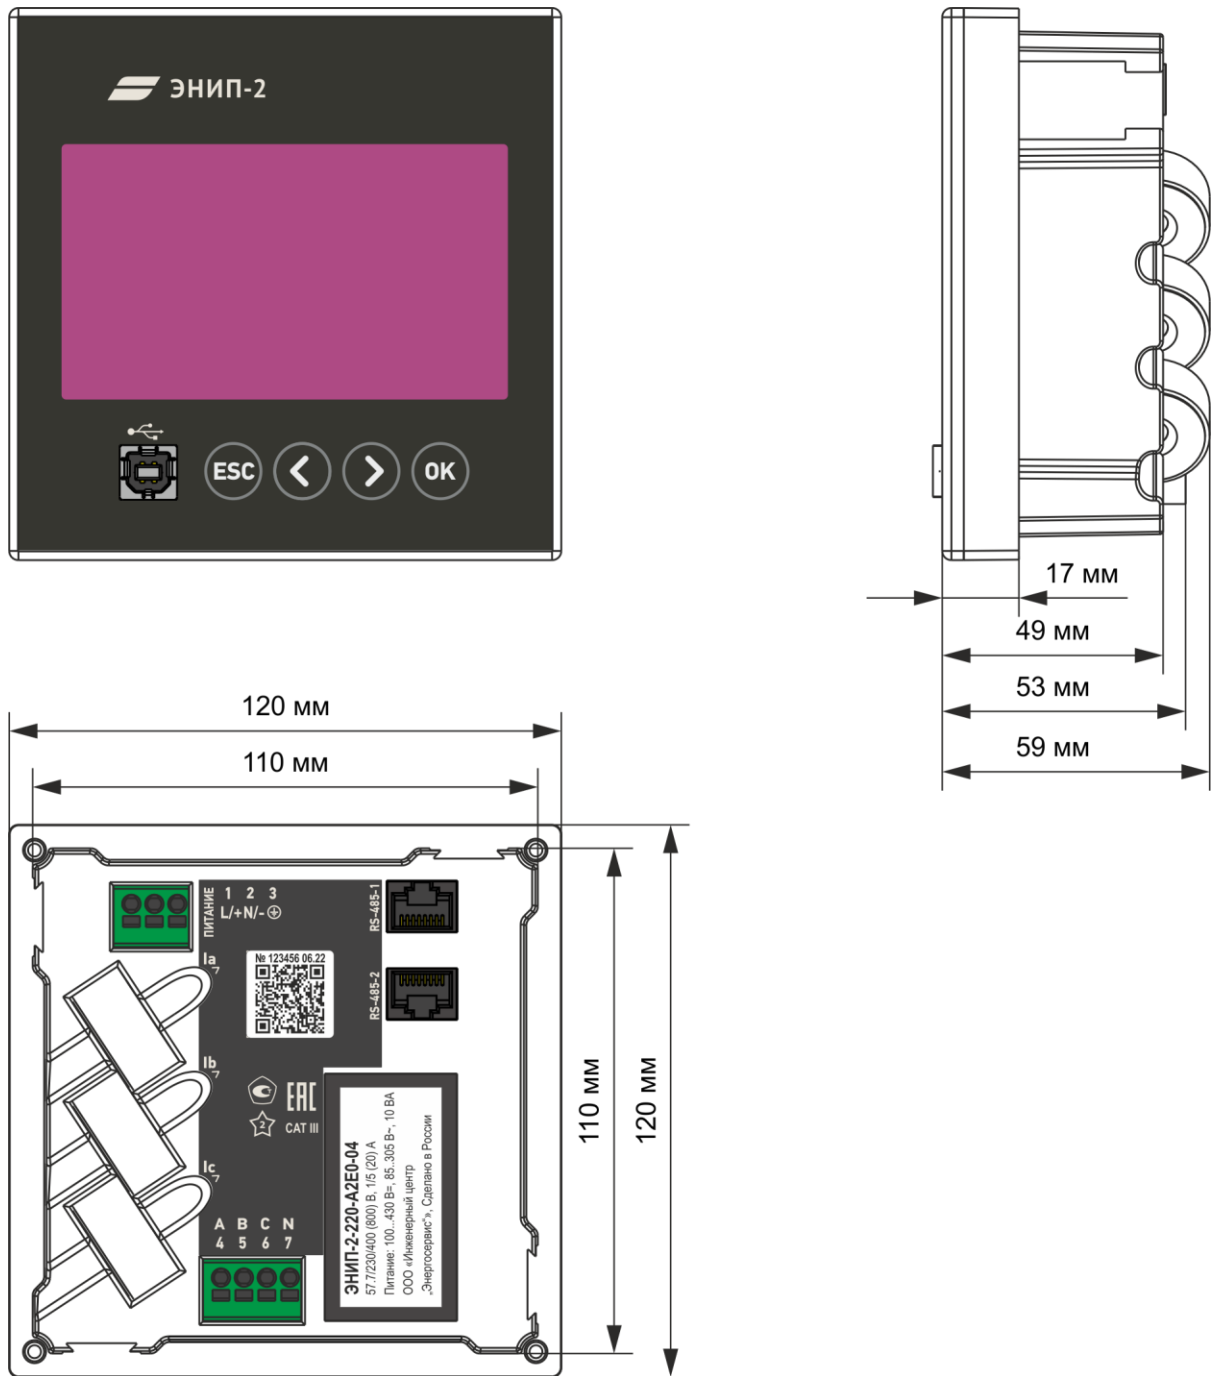 ЭНИП-2
ESC
OK
17 мм
49 мм
53 мм
59 мм
120 мм
110 мм
ПИТАНИЕ
1 2 3
L/+ N/-
RS-485-1
Ia
№ 123456 06.22
RS-485-2
Ib
EAC
2
CAT III
Ic
A B C N
4 5 6 7
ЭНИП-2-220-A2E0-04
57.7/230/400 (800) В, 1/5 (20) А
Питание: 100...430 В=, 85..305 В~, 10 ВА
ООО «Инженерный центр
„Энергосервис“», Сделано в России
110 мм
120 мм